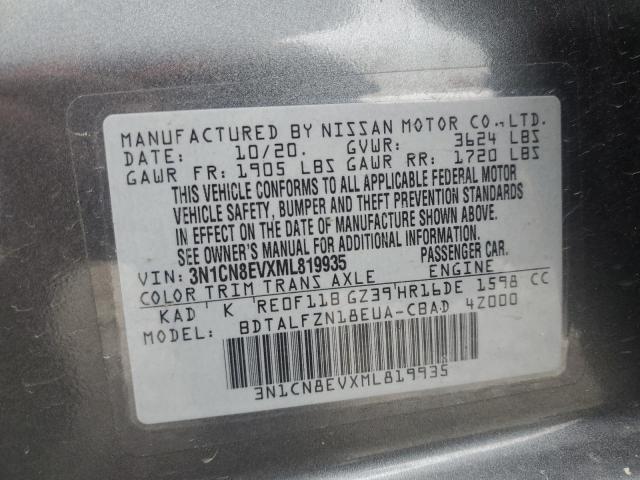 MANUFACTURED BY NISSAN MOTOR CO.,LTD.
DATE: 10/20. GVWR: 3624 LBS
GAWR FR: 1905 LBS GAWR RR: 1720 LBS
THIS VEHICLE CONFORMS TO ALL APPLICABLE FEDERAL MOTOR
VEHICLE SAFETY, BUMPER AND THEFT PREVENTION STANDARDS
IN EFFECT ON THE DATE OF MANUFACTURE SHOWN ABOVE.
SEE OWNER'S MANUAL FOR ADDITIONAL INFORMATION.
VIN: 3N1CN8EVXML819935 PASSENGER CAR.
COLOR TRIM TRANS AXLE ENGINE
KAD ' K ' RE0F11B GZ39'HR16DE 1598 CC
MODEL: BDTALFZN18EUA-CBAD 4Z000
3N1CN8EVXML819935